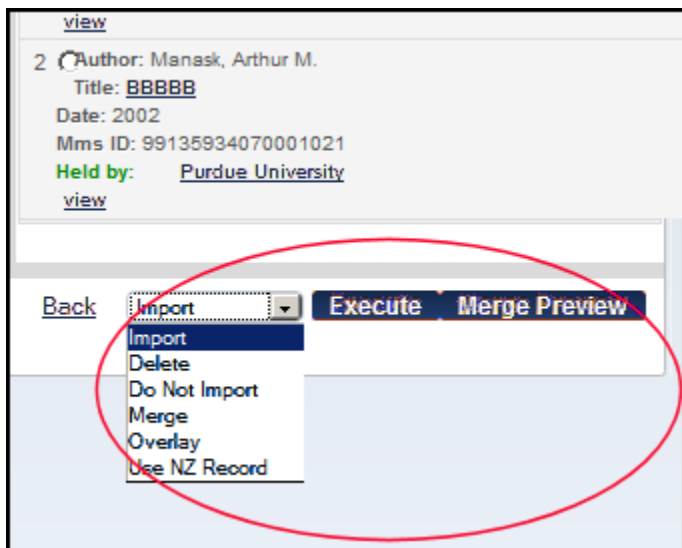 view
2 Author: Manask, Arthur M.
Title: BBBBB
Date: 2002
Mms ID: 99135934070001021
Held by: Purdue University
view
Back Import Execute Merge Preview
Import
Delete
Do Not Import
Merge
Overlay
Use NZ Record